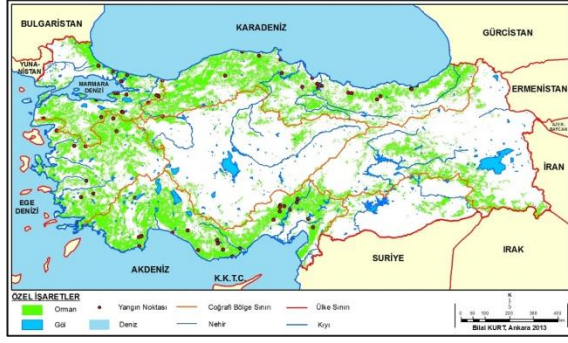 BULGARİSTAN
KARADENİZ
GÜRCİSTAN
YUNA-
NİSTAN
MARMARA
DENİZİ
ERMENİSTAN
İRAN
EGE
DENİZİ
AKDENİZ
K.K.T.C.
SURİYE
IRAK
ÖZEL İŞARETLER
Orman
Yangın Noktası
Coğrafi Bölge Sınırı
Ülke Sınırı
Göl
Deniz
Nehir
Kıyı
K
Bilal KURT, Ankara 2013